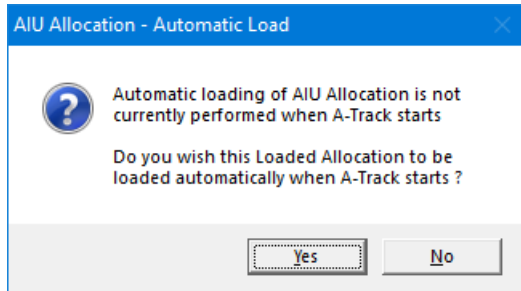 AIU Allocation - Automatic Load
Automatic loading of AIU Allocation is not
currently performed when A-Track starts
Do you wish this Loaded Allocation to be
loaded automatically when A-Track starts ?
Yes
No